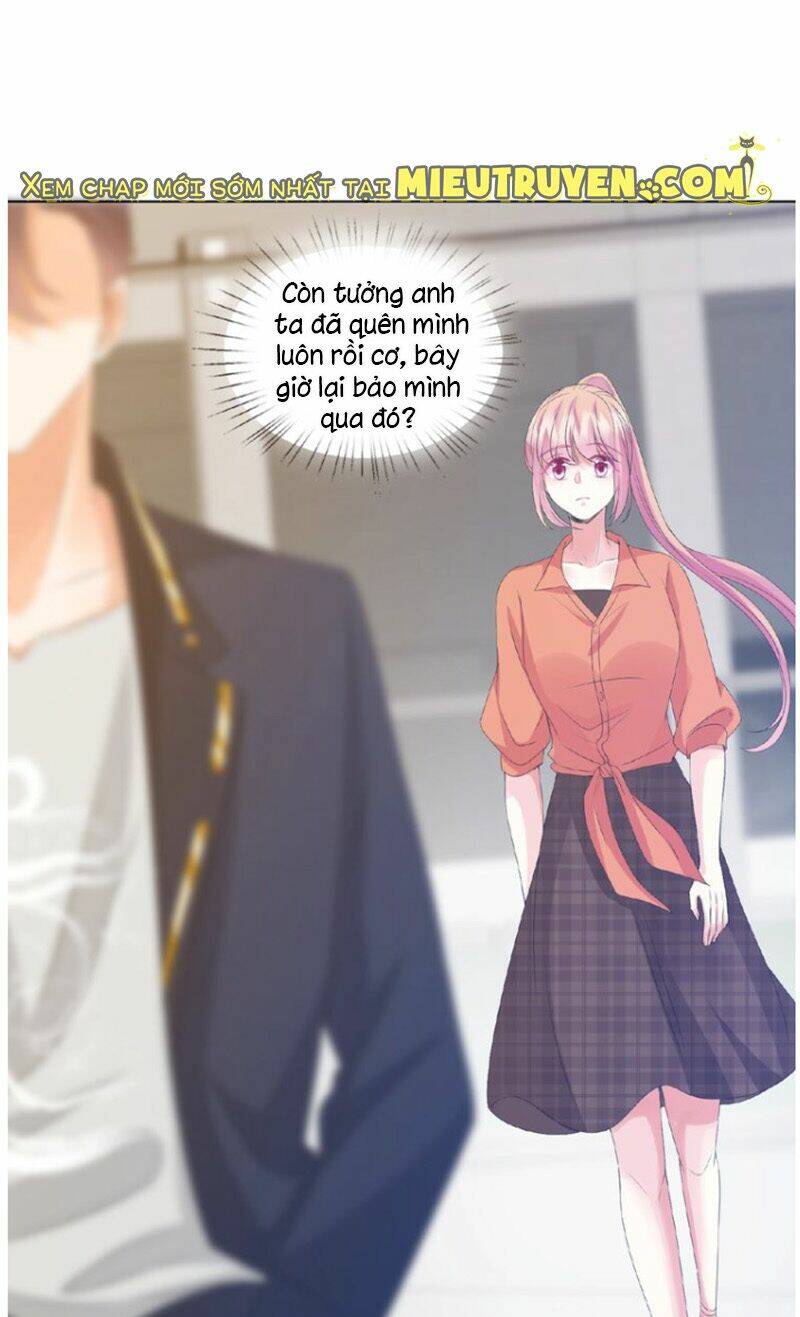 XEM CHAP MỚI SỚM NHẤT TẠI MIEUTRUYEN.COM
Còn tưởng anh
ta đã quên mình
luôn rồi cơ, bây
giờ lại bảo mình
qua đó?